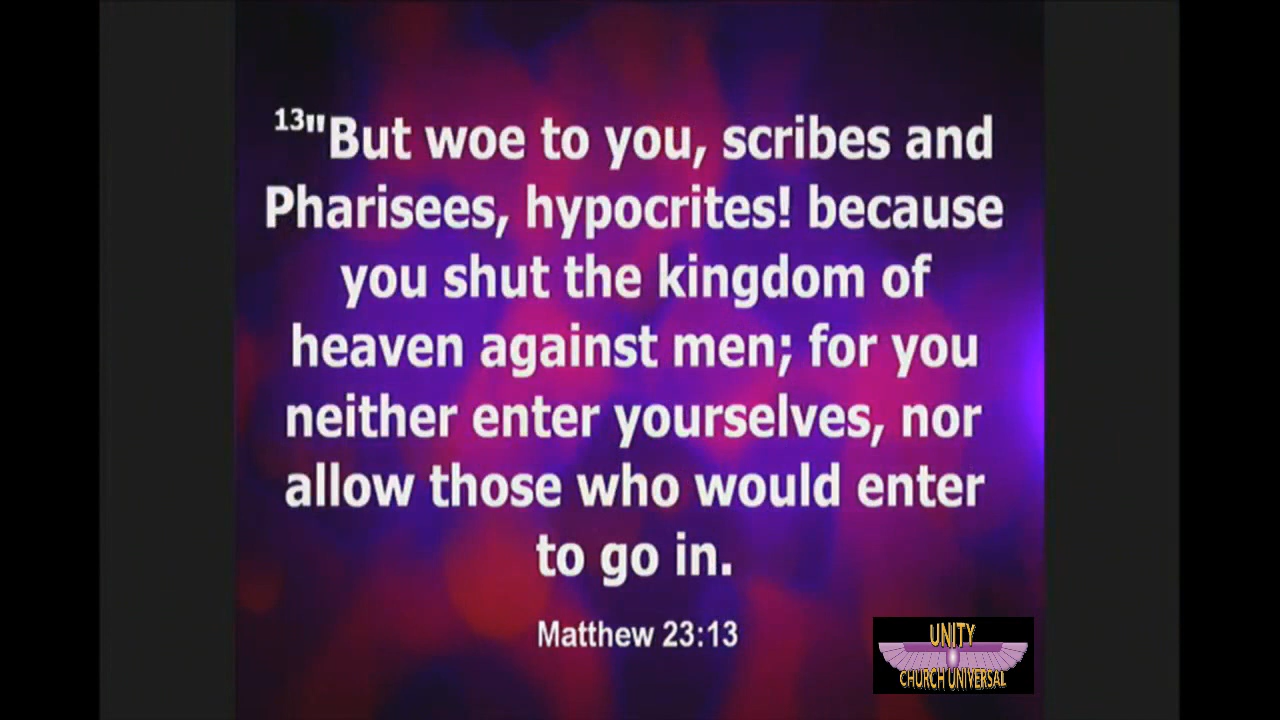 13"But woe to you, scribes and
Pharisees, hypocrites! because
you shut the kingdom of
heaven against men; for you
neither enter yourselves, nor
allow those who would enter
to go in.
Matthew 23:13
UNITY
CHURCH UNIVERSAL